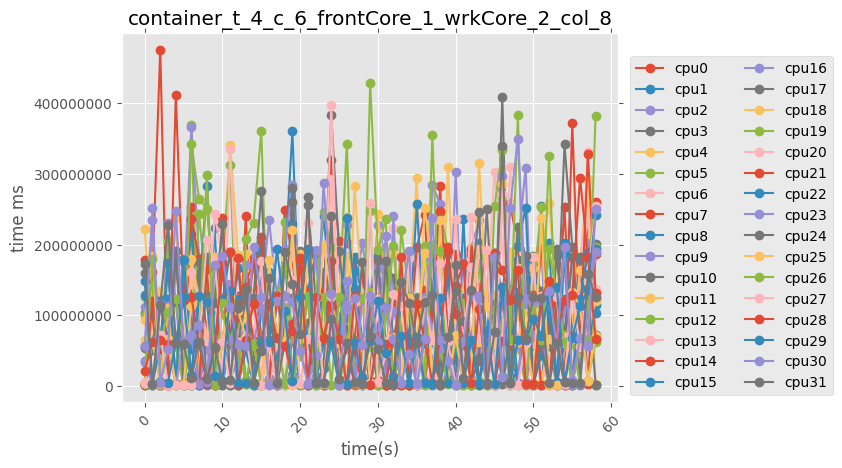 container_t_4_c_6_frontCore_1_wrkCore_2_col_8
time ms
400000000
300000000
200000000
100000000
0
0
10
20
30
40
50
60
time(s)
cpu0
cpu1
cpu2
cpu3
cpu4
cpu5
cpu6
cpu7
cpu8
cpu9
cpu10
cpu11
cpu12
cpu13
cpu14
cpu15
cpu16
cpu17
cpu18
cpu19
cpu20
cpu21
cpu22
cpu23
cpu24
cpu25
cpu26
cpu27
cpu28
cpu29
cpu30
cpu31